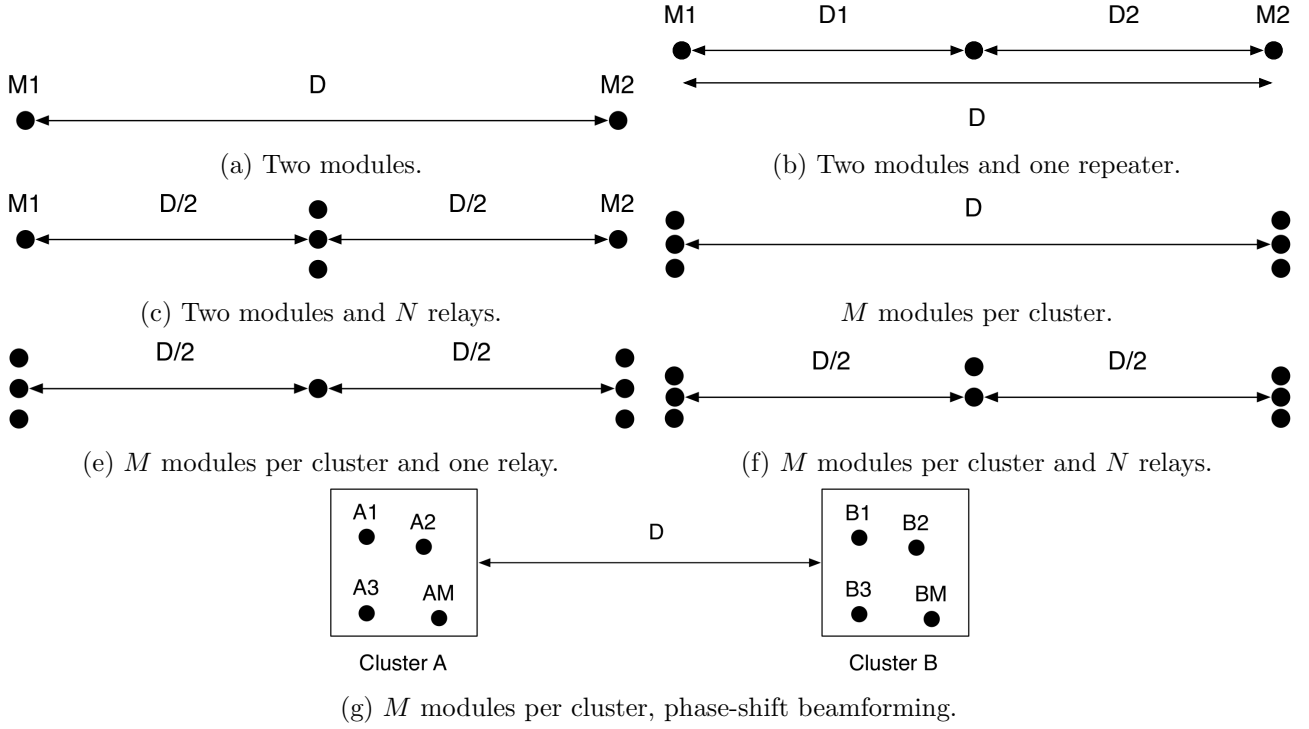 M1 D1 D2 M2
D
M1 D M2
(a) Two modules.
(b) Two modules and one repeater.
M1 D/2 D/2 M2
(c) Two modules and N relays.
D
M modules per cluster.
D/2 D/2
(e) M modules per cluster and one relay.
D/2 D/2
(f) M modules per cluster and N relays.
A1 A2
A3 AM
Cluster A
D
B1 B2
B3 BM
Cluster B
(g) M modules per cluster, phase-shift beamforming.